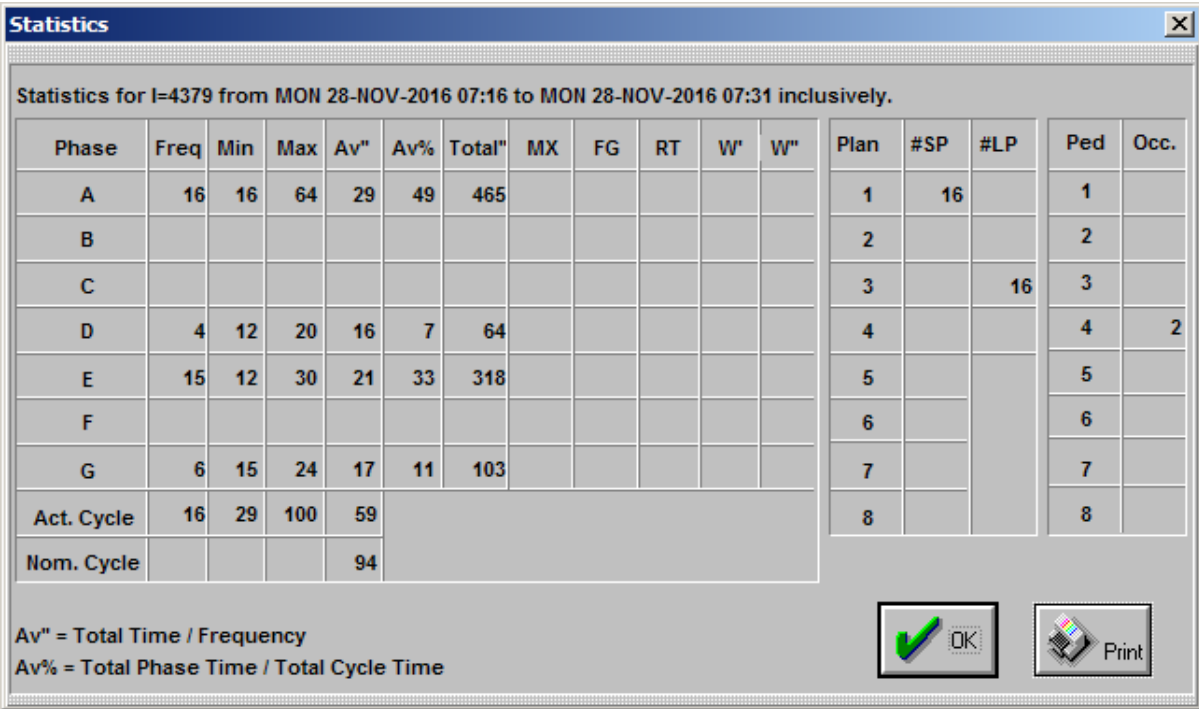 Statistics
Statistics for I=4379 from MON 28-NOV-2016 07:16 to MON 28-NOV-2016 07:31 inclusively.
Phase Freq Min Max Av" Av% Total" MX FG RT W' W" Plan #SP #LP Ped Occ.
A 16 16 64 29 49 465 1 16 1
B 2 2
C 3 16 3
D 4 12 20 16 7 64 4 4 2
E 15 12 30 21 33 318 5 5
F 6 6
G 6 15 24 17 11 103 7 7
Act. Cycle 16 29 100 59 8 8
Nom. Cycle 94
Av" = Total Time / Frequency
Av% = Total Phase Time / Total Cycle Time
OK Print